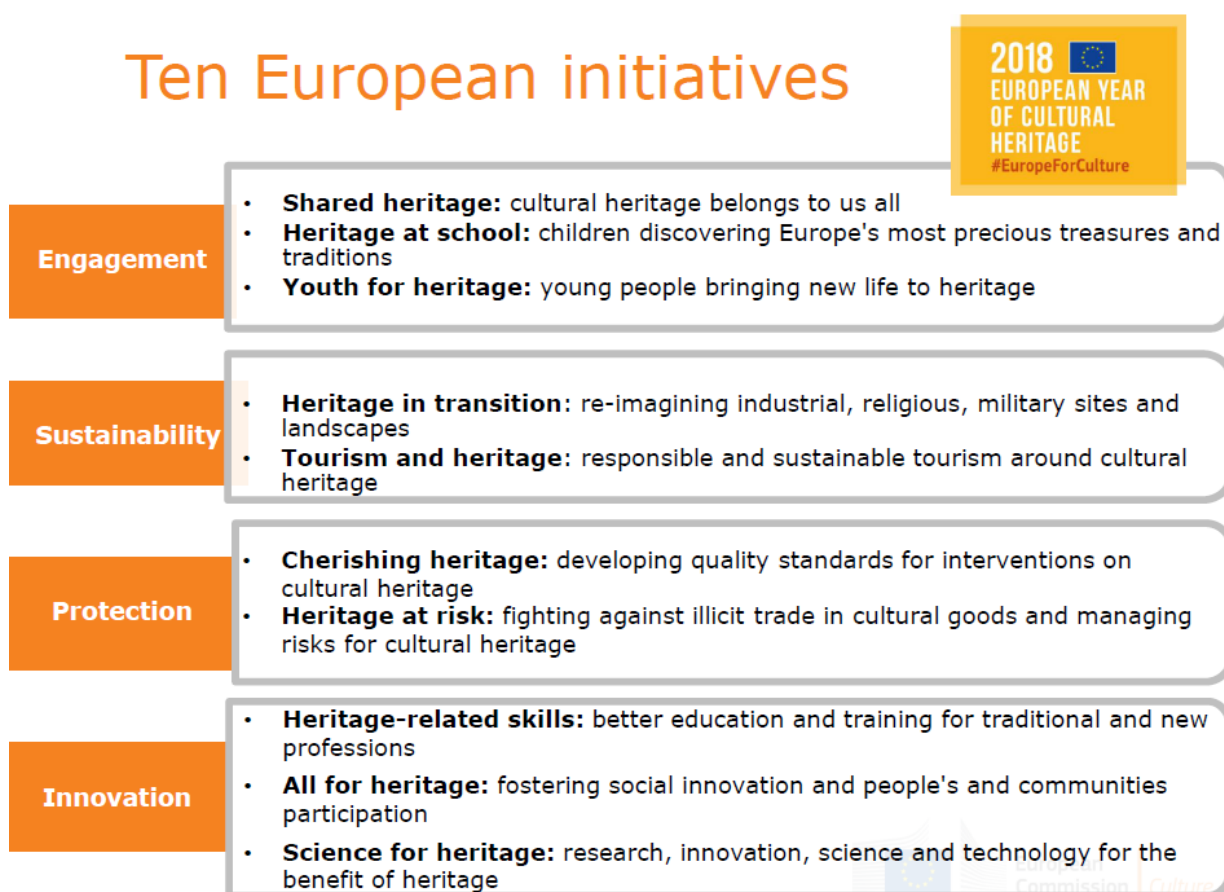 Ten European initiatives
2018
EUROPEAN YEAR
OF CULTURAL
HERITAGE
#EuropeForCulture
Engagement
• Shared heritage: cultural heritage belongs to us all
• Heritage at school: children discovering Europe's most precious treasures and
traditions
• Youth for heritage: young people bringing new life to heritage
Sustainability
• Heritage in transition: re-imagining industrial, religious, military sites and
landscapes
• Tourism and heritage: responsible and sustainable tourism around cultural
heritage
Protection
• Cherishing heritage: developing quality standards for interventions on
cultural heritage
• Heritage at risk: fighting against illicit trade in cultural goods and managing
risks for cultural heritage
Innovation
• Heritage-related skills: better education and training for traditional and new
professions
• All for heritage: fostering social innovation and people's and communities
participation
• Science for heritage: research, innovation, science and technology for the
benefit of heritage
European
Commission
Culture